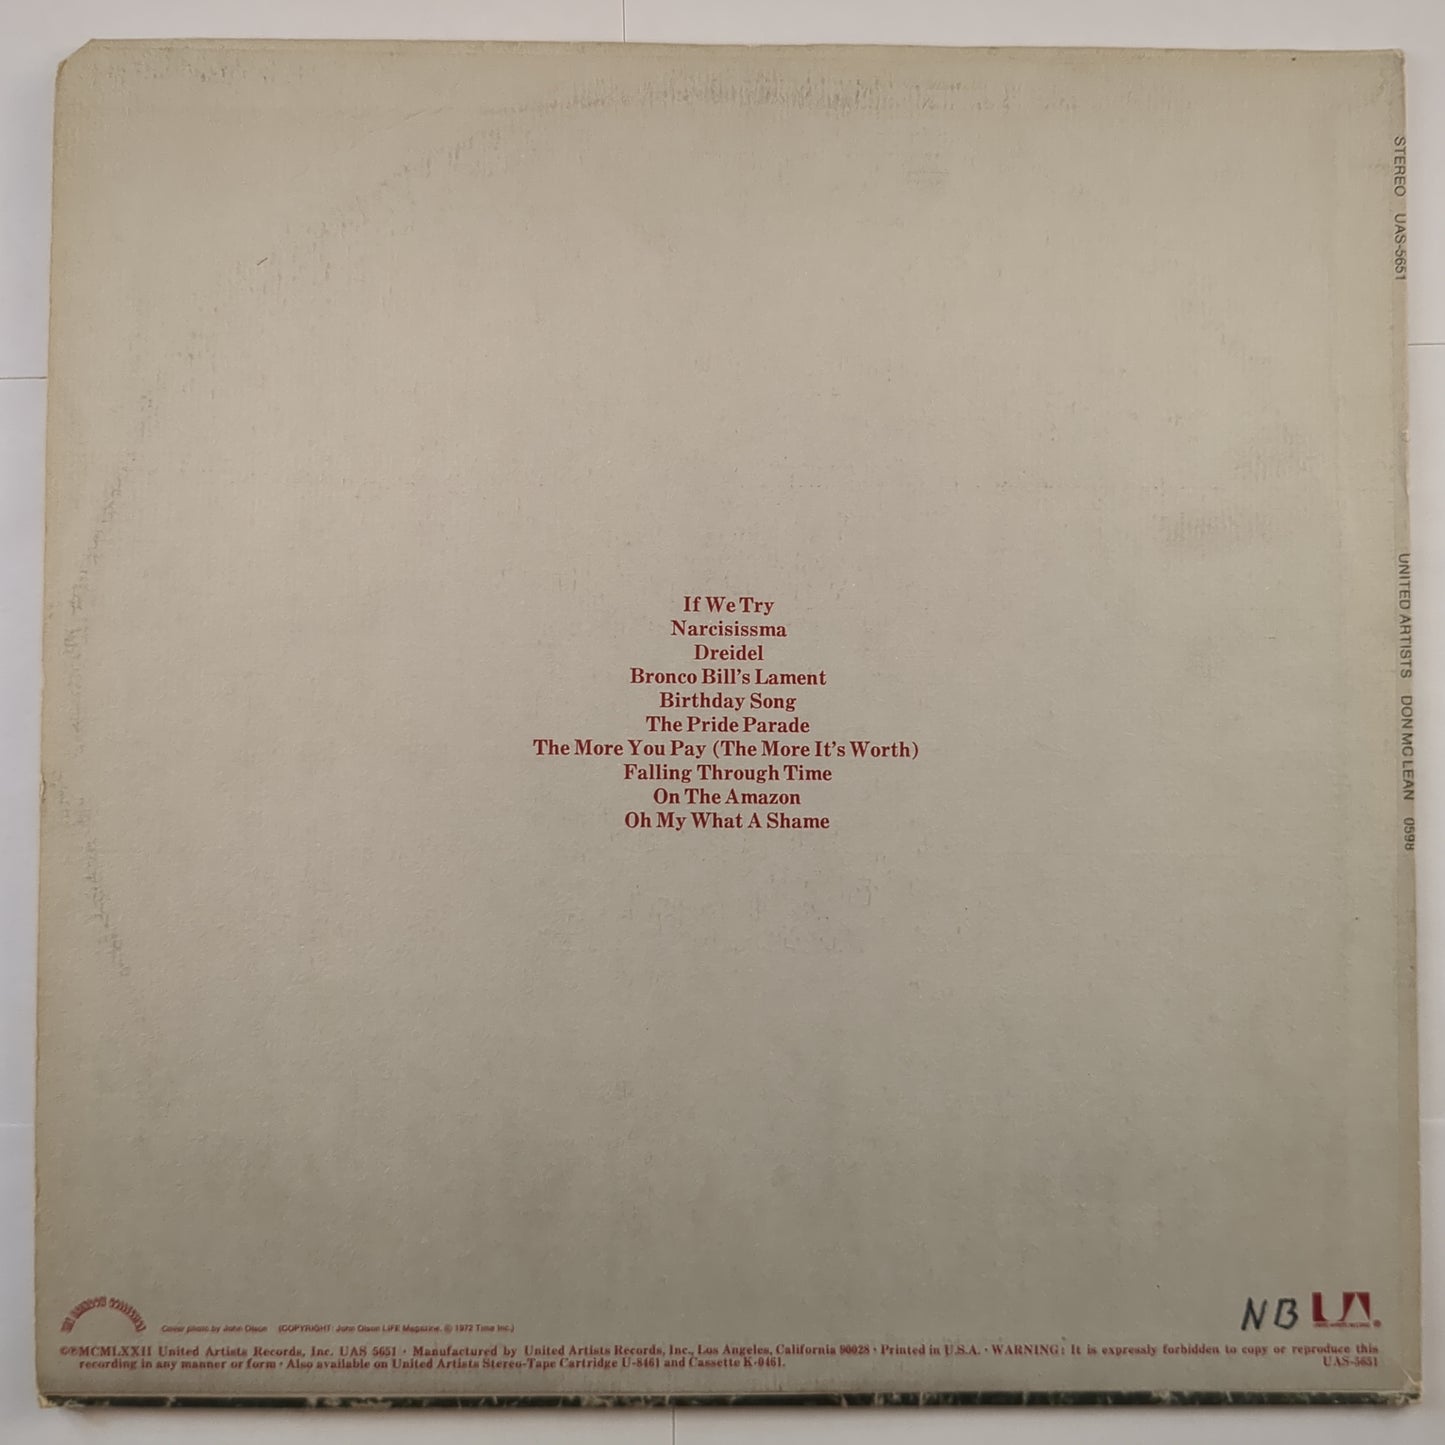 STEREO UAS-5651
UNITED ARTISTS DON MC LEAN 0598
If We Try
Narcisissma
Dreidel
Bronco Bill's Lament
Birthday Song
The Pride Parade
The More You Pay (The More It's Worth)
Falling Through Time
On The Amazon
Oh My What A Shame
NB UA
Cover photo by John Olson (COPYRIGHT: John Olson LIFE Magazine, © 1972 Time Inc.)
©℗MCMLXXII United Artists Records, Inc. UAS 5651 · Manufactured by United Artists Records, Inc., Los Angeles, California 90028 · Printed in U.S.A. · WARNING: It is expressly forbidden to copy or reproduce this
recording in any manner or form · Also available on United Artists Stereo-Tape Cartridge U-8461 and Cassette K-0461.
UAS-5651